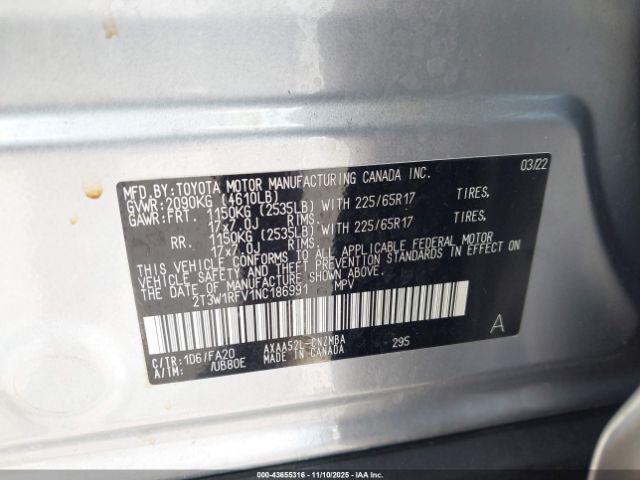 MFD.BY:TOYOTA MOTOR MANUFACTURING CANADA INC. 03/22
GVWR:2090KG (4610LB)
GAWR:FRT. 1150KG (2535LB) WITH 225/65R17 TIRES,
17x7.0J RIMS,
RR. 1150KG (2535LB) WITH 225/65R17 TIRES,
17x7.0J RIMS,
THIS VEHICLE CONFORMS TO ALL APPLICABLE FEDERAL MOTOR
VEHICLE SAFETY AND THEFT PREVENTION STANDARDS IN EFFECT ON
THE DATE OF MANUFACTURE SHOWN ABOVE.
2T3W1RFV1NC186991 MPV
A
C/TR:1D6/FA20 AXAA52L-CNZMBA 295
A/TM: /UB80E MADE IN CANADA
000-43655316 - 11/10/2025 - IAAI.COM